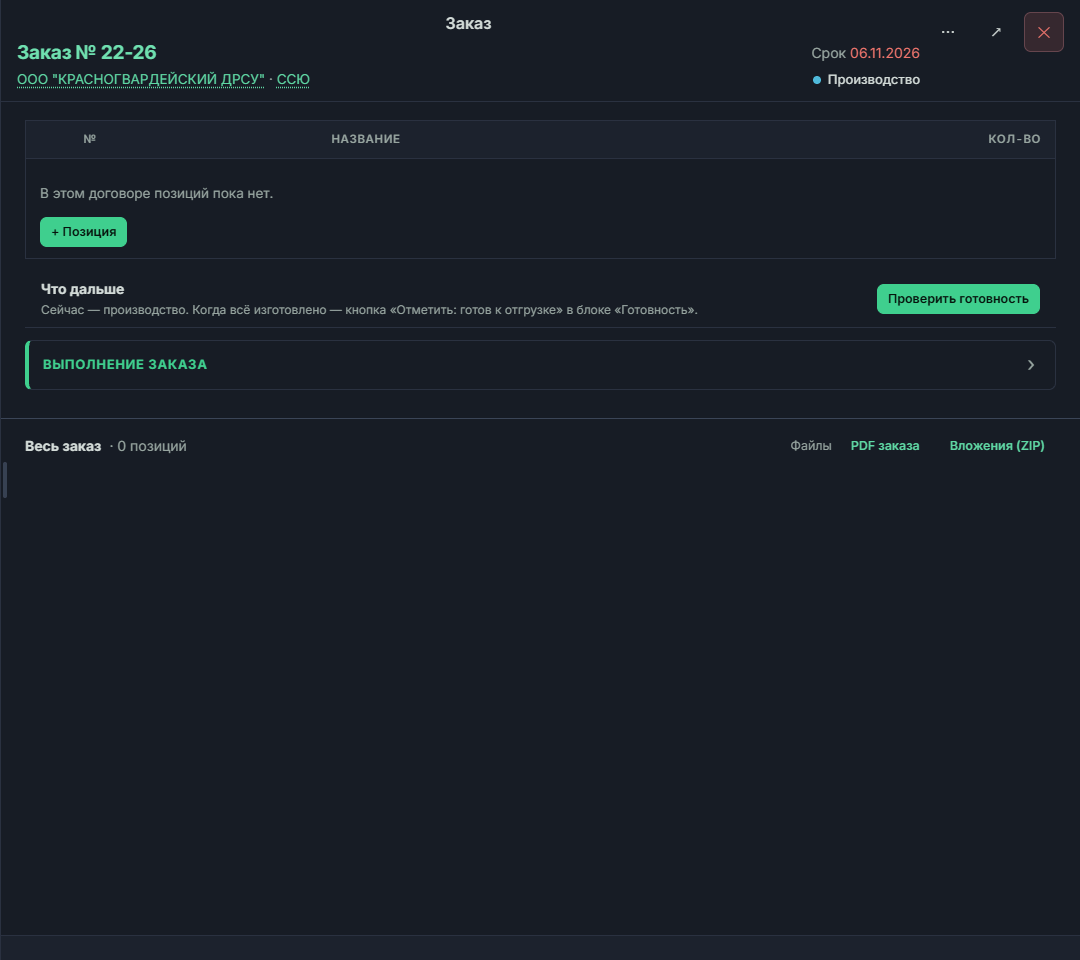 Заказ
Заказ № 22-26
Срок 06.11.2026
ООО "КРАСНОГВАРДЕЙСКИЙ ДРСУ" · ССЮ
Производство
№ НАЗВАНИЕ КОЛ-ВО
В этом договоре позиций пока нет.
+ Позиция
Что дальше
Сейчас — производство. Когда всё изготовлено — кнопка «Отметить: готов к отгрузке» в блоке «Готовность».
Проверить готовность
ВЫПОЛНЕНИЕ ЗАКАЗА
Весь заказ · 0 позиций
Файлы PDF заказа Вложения (ZIP)